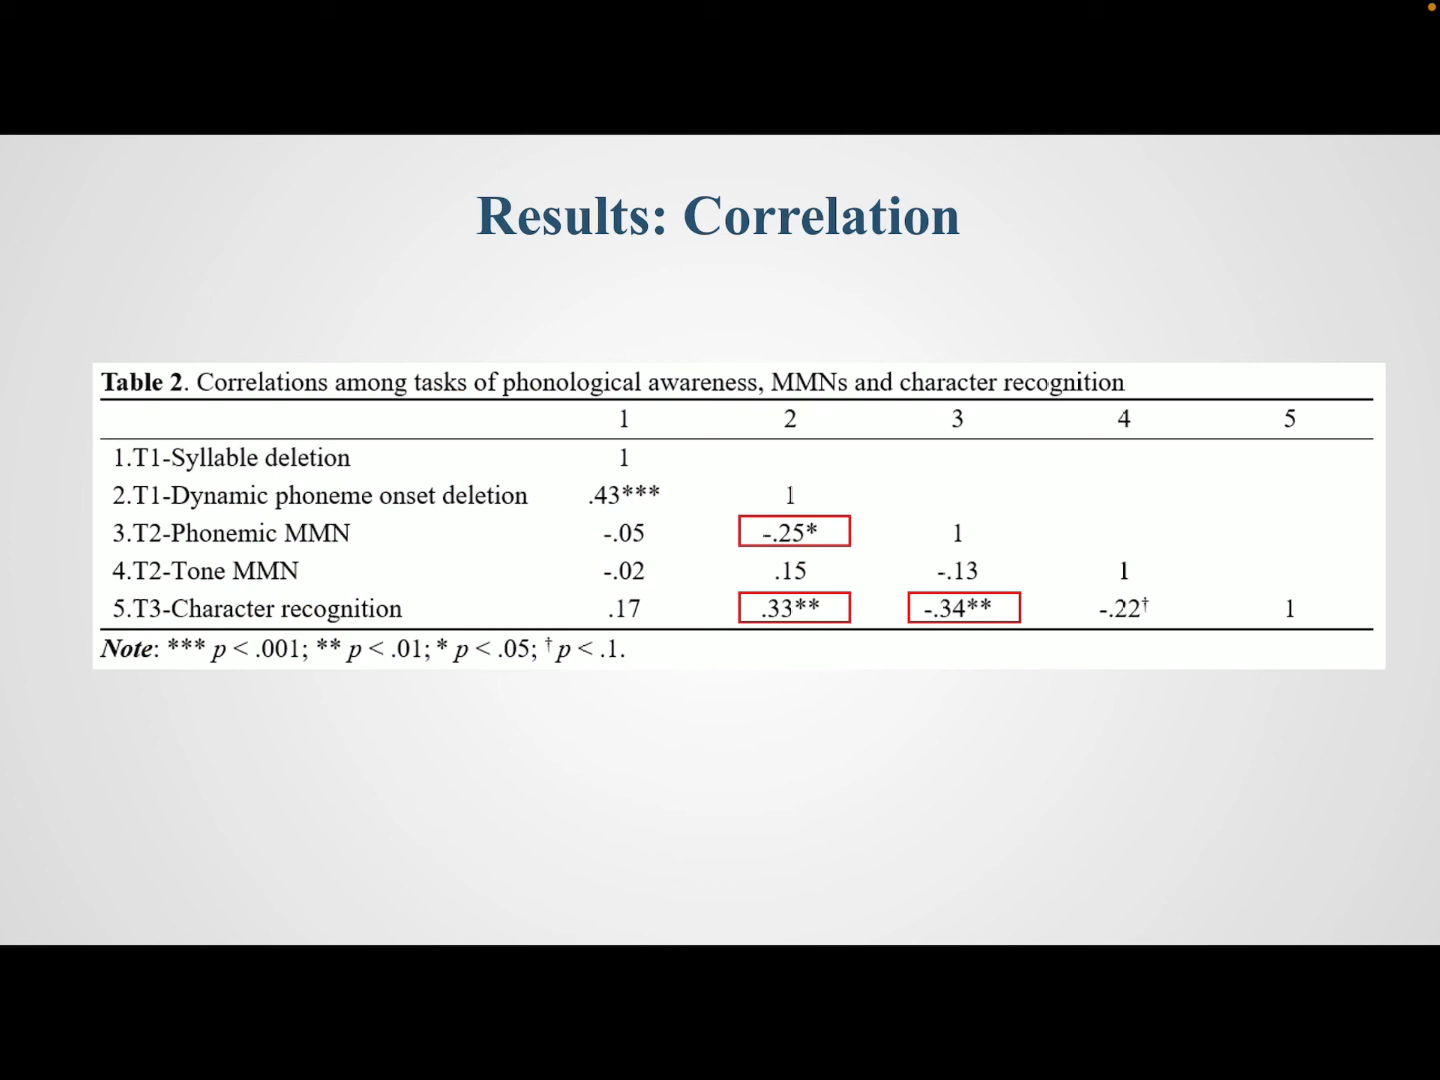 Results: Correlation
Table 2. Correlations among tasks of phonological awareness, MMNs and character recognition
1 2 3 4 5
1.T1-Syllable deletion 1
2.T1-Dynamic phoneme onset deletion .43*** 1
3.T2-Phonemic MMN -.05 -.25* 1
4.T2-Tone MMN -.02 .15 -.13 1
5.T3-Character recognition .17 .33** -.34** -.22† 1
Note: *** p < .001; ** p < .01; * p < .05; † p < .1.